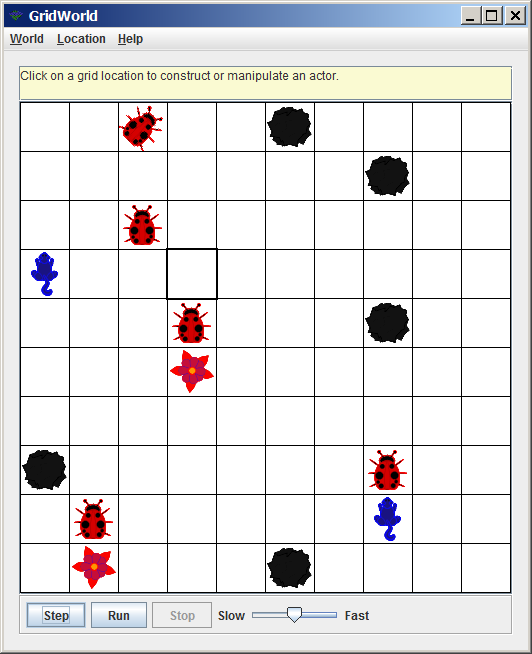 GridWorld
World Location Help
Click on a grid location to construct or manipulate an actor.
Step Run Stop Slow Fast